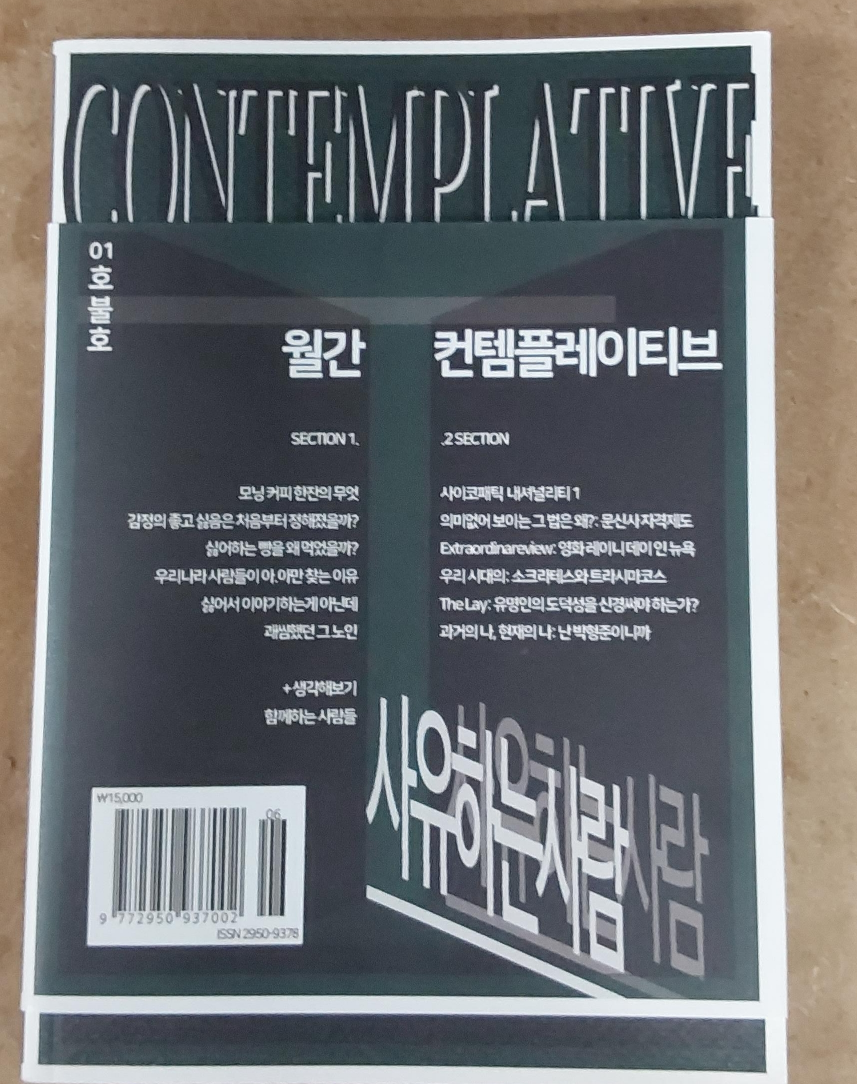 CONTEMPLATIVE
01
호
불
호
월간 컨템플레이티브
SECTION 1.
모닝 커피 한잔의 무엇
감정의 좋고 싫음은 처음부터 정해졌을까?
싫어하는 빵을 왜 먹었을까?
우리나라 사람들이 아.아만 찾는 이유
싫어서 이야기하는게 아닌데
괘씸했던 그 노인
+생각해보기
함께하는 사람들
.2 SECTION
사이코패틱 내셔널리티 1
의미없어 보이는 그 법은 왜?: 문신사 자격제도
Extraordinareview: 영화 레이니 데이 인 뉴욕
우리 시대의: 소크라테스와 트라시마코스
The Lay: 유명인의 도덕성을 신경써야 하는가?
과거의 나, 현재의 나: 난 박형준이니까
사유하는 사람
사유하는 사람
₩15,000
06
9 772950 937002
ISSN 2950-9378